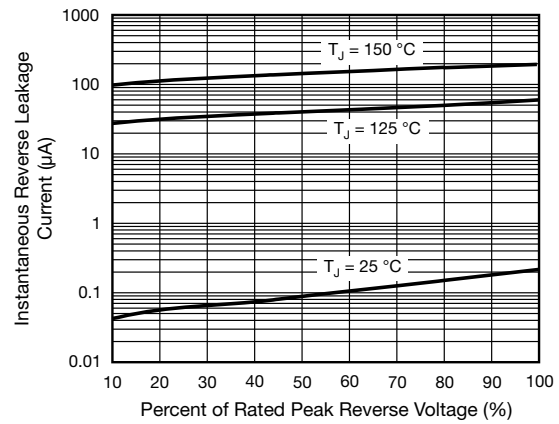 Instantaneous Reverse Leakage
Current (µA)
1000
100
10
1
0.1
0.01
T_J = 150 °C
T_J = 125 °C
T_J = 25 °C
10 20 30 40 50 60 70 80 90 100
Percent of Rated Peak Reverse Voltage (%)